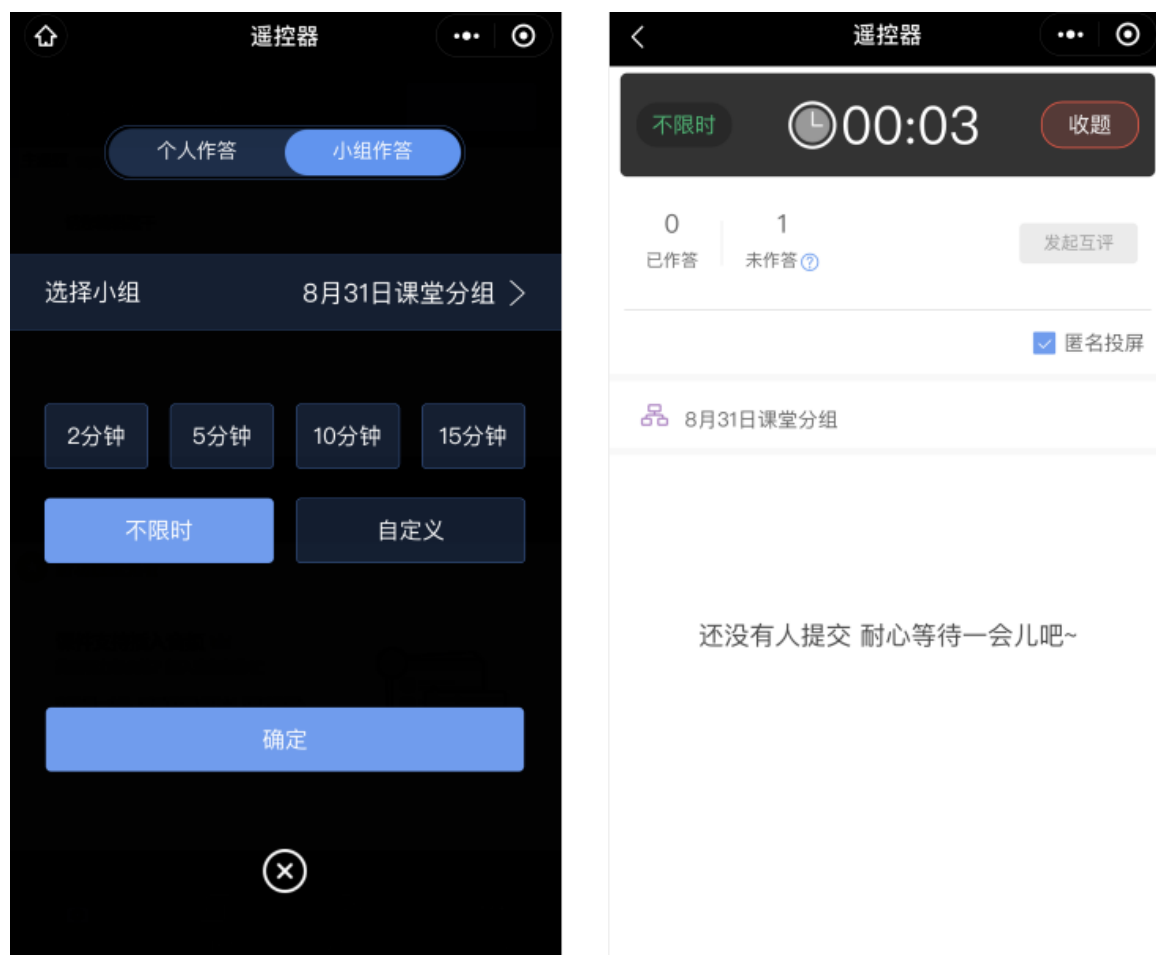 遥控器
个人作答 小组作答
选择小组 8月31日课堂分组
2分钟 5分钟 10分钟 15分钟
不限时 自定义
确定
遥控器
不限时 00:03 收题
0 1
已作答 未作答 发起互评
匿名投屏
8月31日课堂分组
还没有人提交 耐心等待一会儿吧~